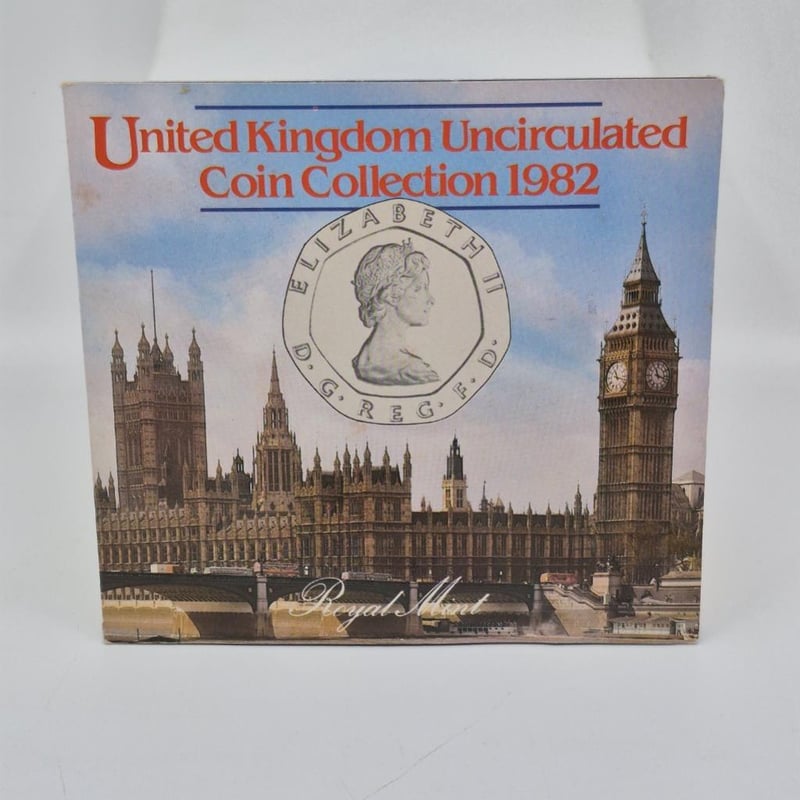 United Kingdom Uncirculated
Coin Collection 1982
ELIZABETH II
D·G·REG·F·D·
Royal Mint